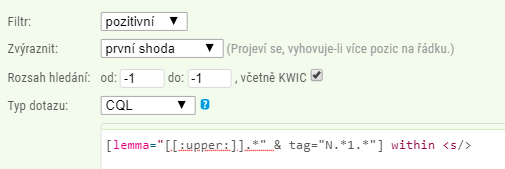 Filtr: pozitivní
Zvýraznit: první shoda (Projeví se, vyhovuje-li více pozic na řádku.)
Rozsah hledání: od: -1 do: -1 , včetně KWIC
Typ dotazu: CQL ?
[lemma="[[:upper:]].*" & tag="N.*1.*"] within <s/>